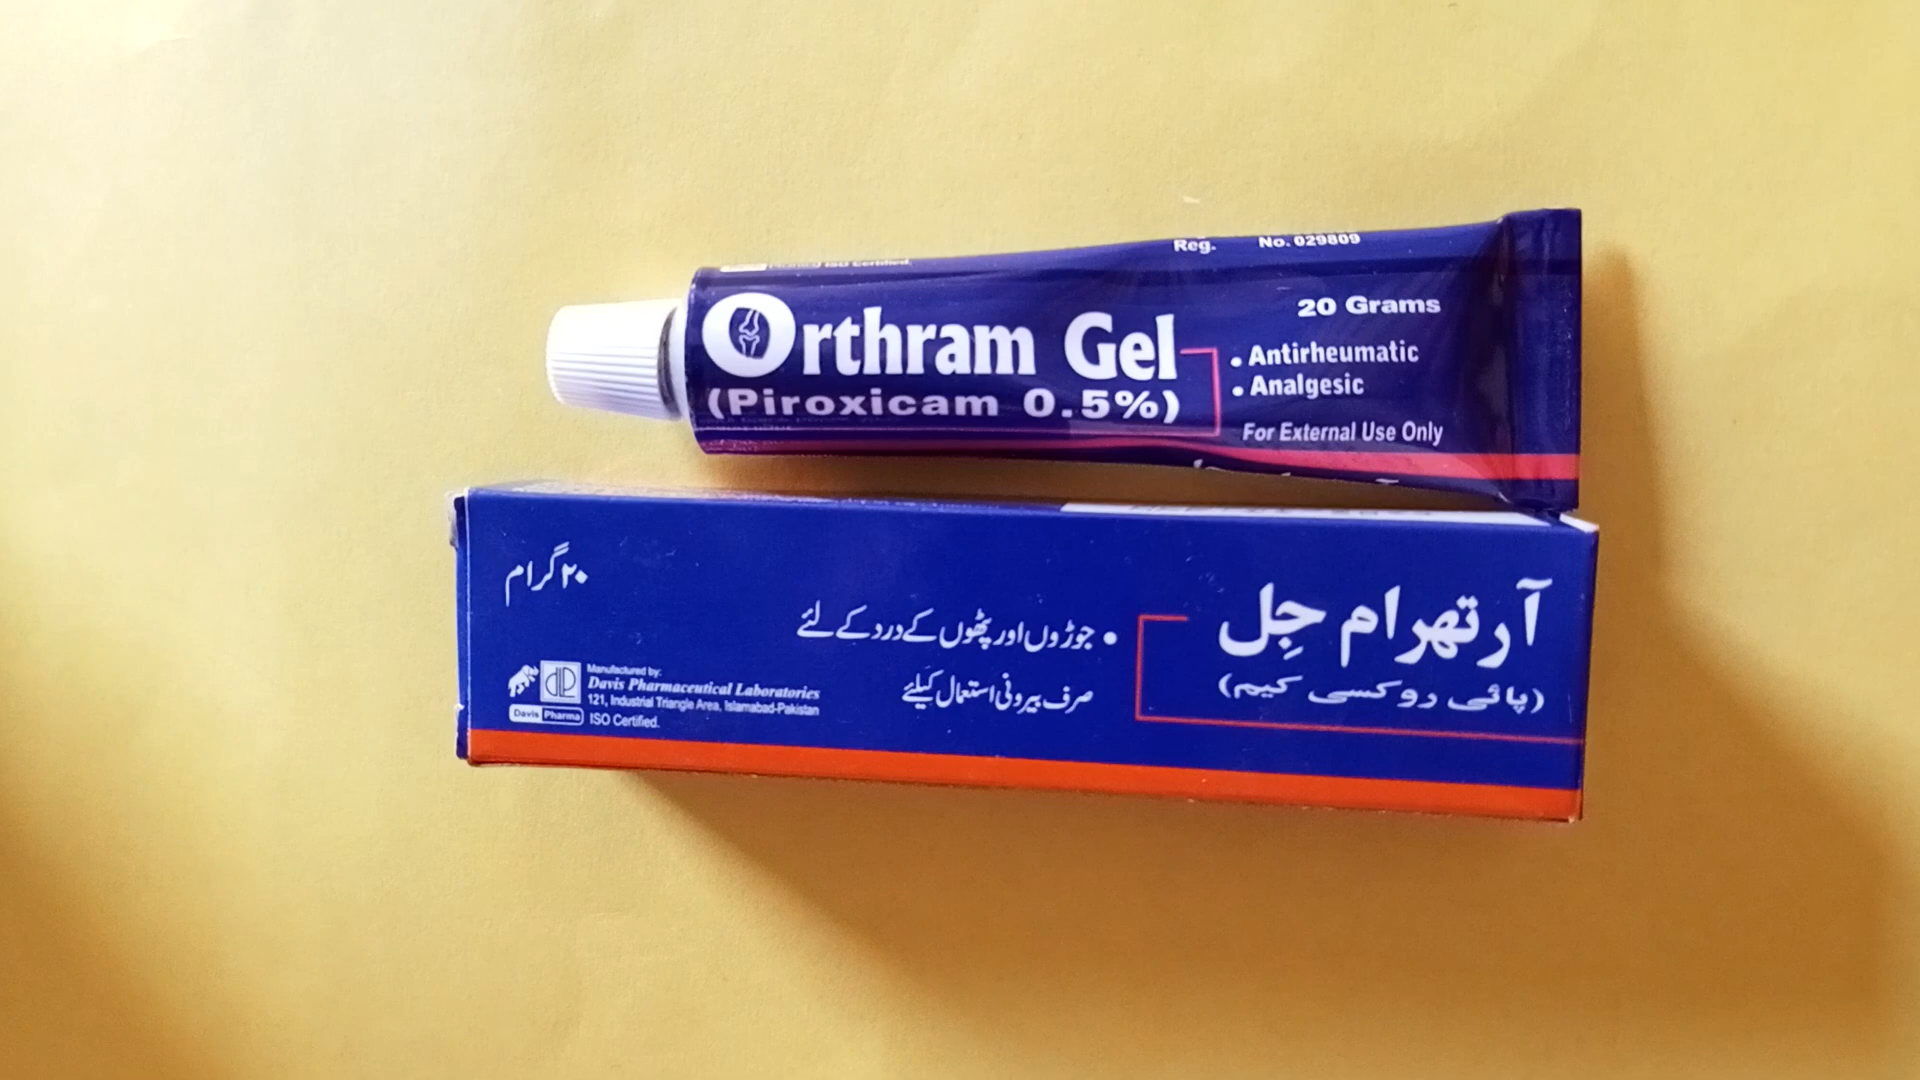 Reg. No. 029809
ISO Certified.
20 Grams
Orthram Gel
(Piroxicam 0.5%)
• Antirheumatic
• Analgesic
For External Use Only
۲۰ گرام
آرتھرام جِل
(پائی روکسی کیم)
• جوڑوں اور پٹھوں کے درد کے لئے
صرف بیرونی استعمال کیلئے
Manufactured by:
Davis Pharmaceutical Laboratories
121, Industrial Triangle Area, Islamabad-Pakistan
ISO Certified.
Davis Pharma